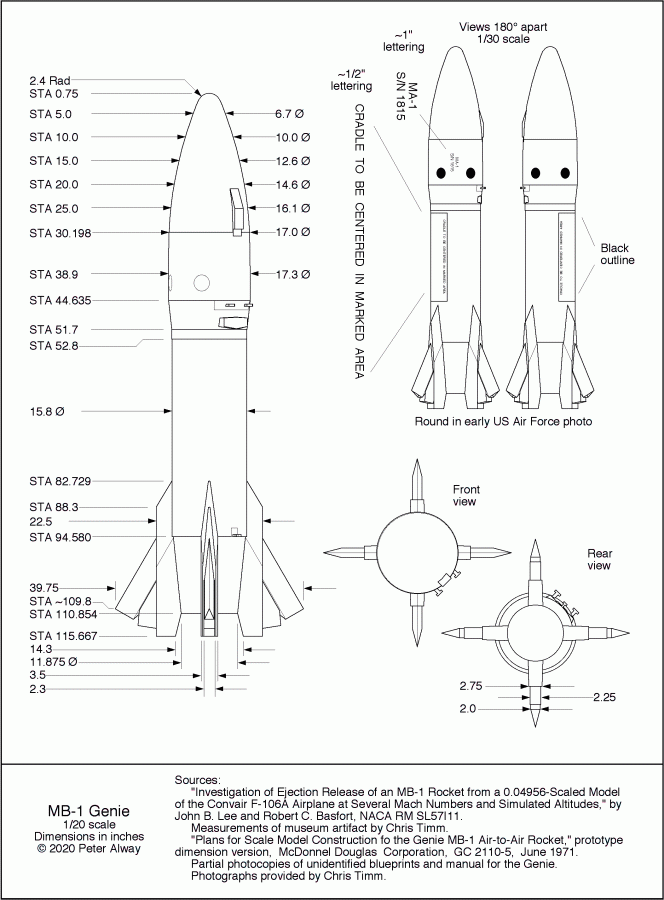 Views 180° apart
1/30 scale
~1"
lettering
~1/2"
lettering
MA-1
S/N 1815
CRADLE TO BE CENTERED IN MARKED AREA
MA-1
S/N 1815
CRADLE TO BE CENTERED IN MARKED AREA
Black
outline
Round in early US Air Force photo
2.4 Rad
STA 0.75
STA 5.0
6.7 Ø
STA 10.0
10.0 Ø
STA 15.0
12.6 Ø
STA 20.0
14.6 Ø
STA 25.0
16.1 Ø
STA 30.198
17.0 Ø
STA 38.9
17.3 Ø
STA 44.635
STA 51.7
STA 52.8
15.8 Ø
STA 82.729
STA 88.3
22.5
STA 94.580
39.75
STA ~109.8
STA 110.854
STA 115.667
14.3
11.875 Ø
3.5
2.3
Front
view
Rear
view
2.75
2.25
2.0
MB-1 Genie
1/20 scale
Dimensions in inches
© 2020 Peter Alway
Sources:
"Investigation of Ejection Release of an MB-1 Rocket from a 0.04956-Scaled Model
of the Convair F-106A Airplane at Several Mach Numbers and Simulated Altitudes," by
John B. Lee and Robert C. Basfort, NACA RM SL57I11.
Measurements of museum artifact by Chris Timm.
"Plans for Scale Model Construction fo the Genie MB-1 Air-to-Air Rocket," prototype
dimension version, McDonnel Douglas Corporation, GC 2110-5, June 1971.
Partial photocopies of unidentified blueprints and manual for the Genie.
Photographs provided by Chris Timm.